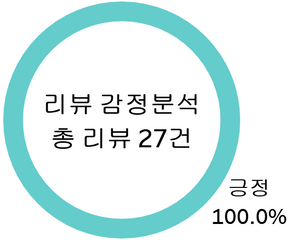 리뷰 감정분석
총 리뷰 27건
긍정
100.0%